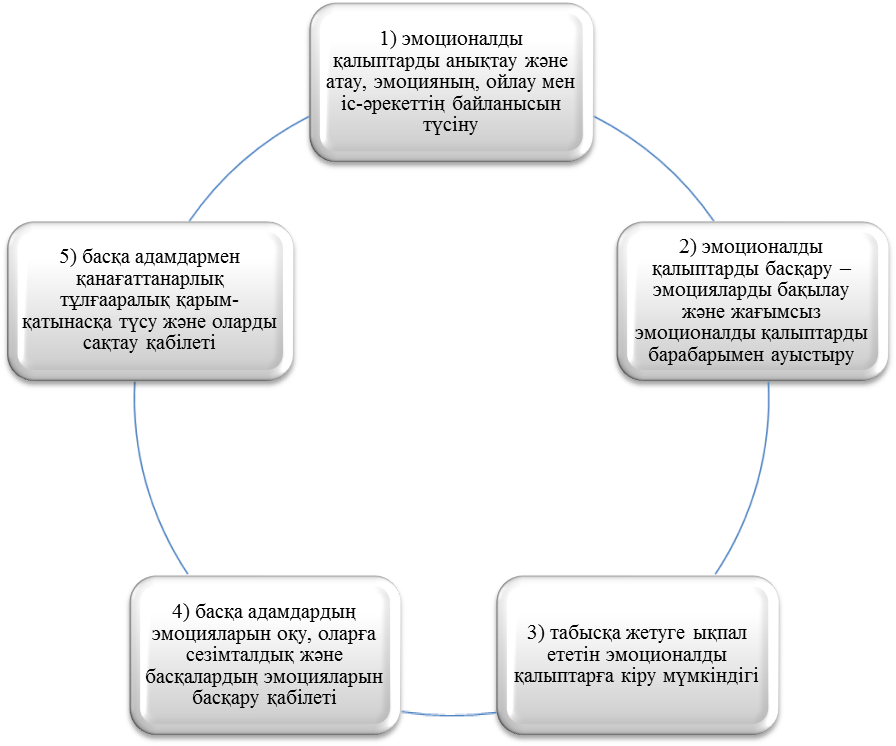 1) эмоционалды
қалыптарды анықтау және
атау, эмоцияның, ойлау мен
іс-әрекеттің байланысын
түсіну
2) эмоционалды
қалыптарды басқару –
эмоцияларды бақылау
және жағымсыз
эмоционалды қалыптарды
барабарымен ауыстыру
3) табысқа жетуге ықпал
ететін эмоционалды
қалыптарға кіру мүмкіндігі
4) басқа адамдардың
эмоцияларын оқу, оларға
сезімталдық және
басқалардың эмоцияларын
басқару қабілеті
5) басқа адамдармен
қанағаттанарлық
тұлғааралық қарым-
қатынасқа түсу және оларды
сақтау қабілеті